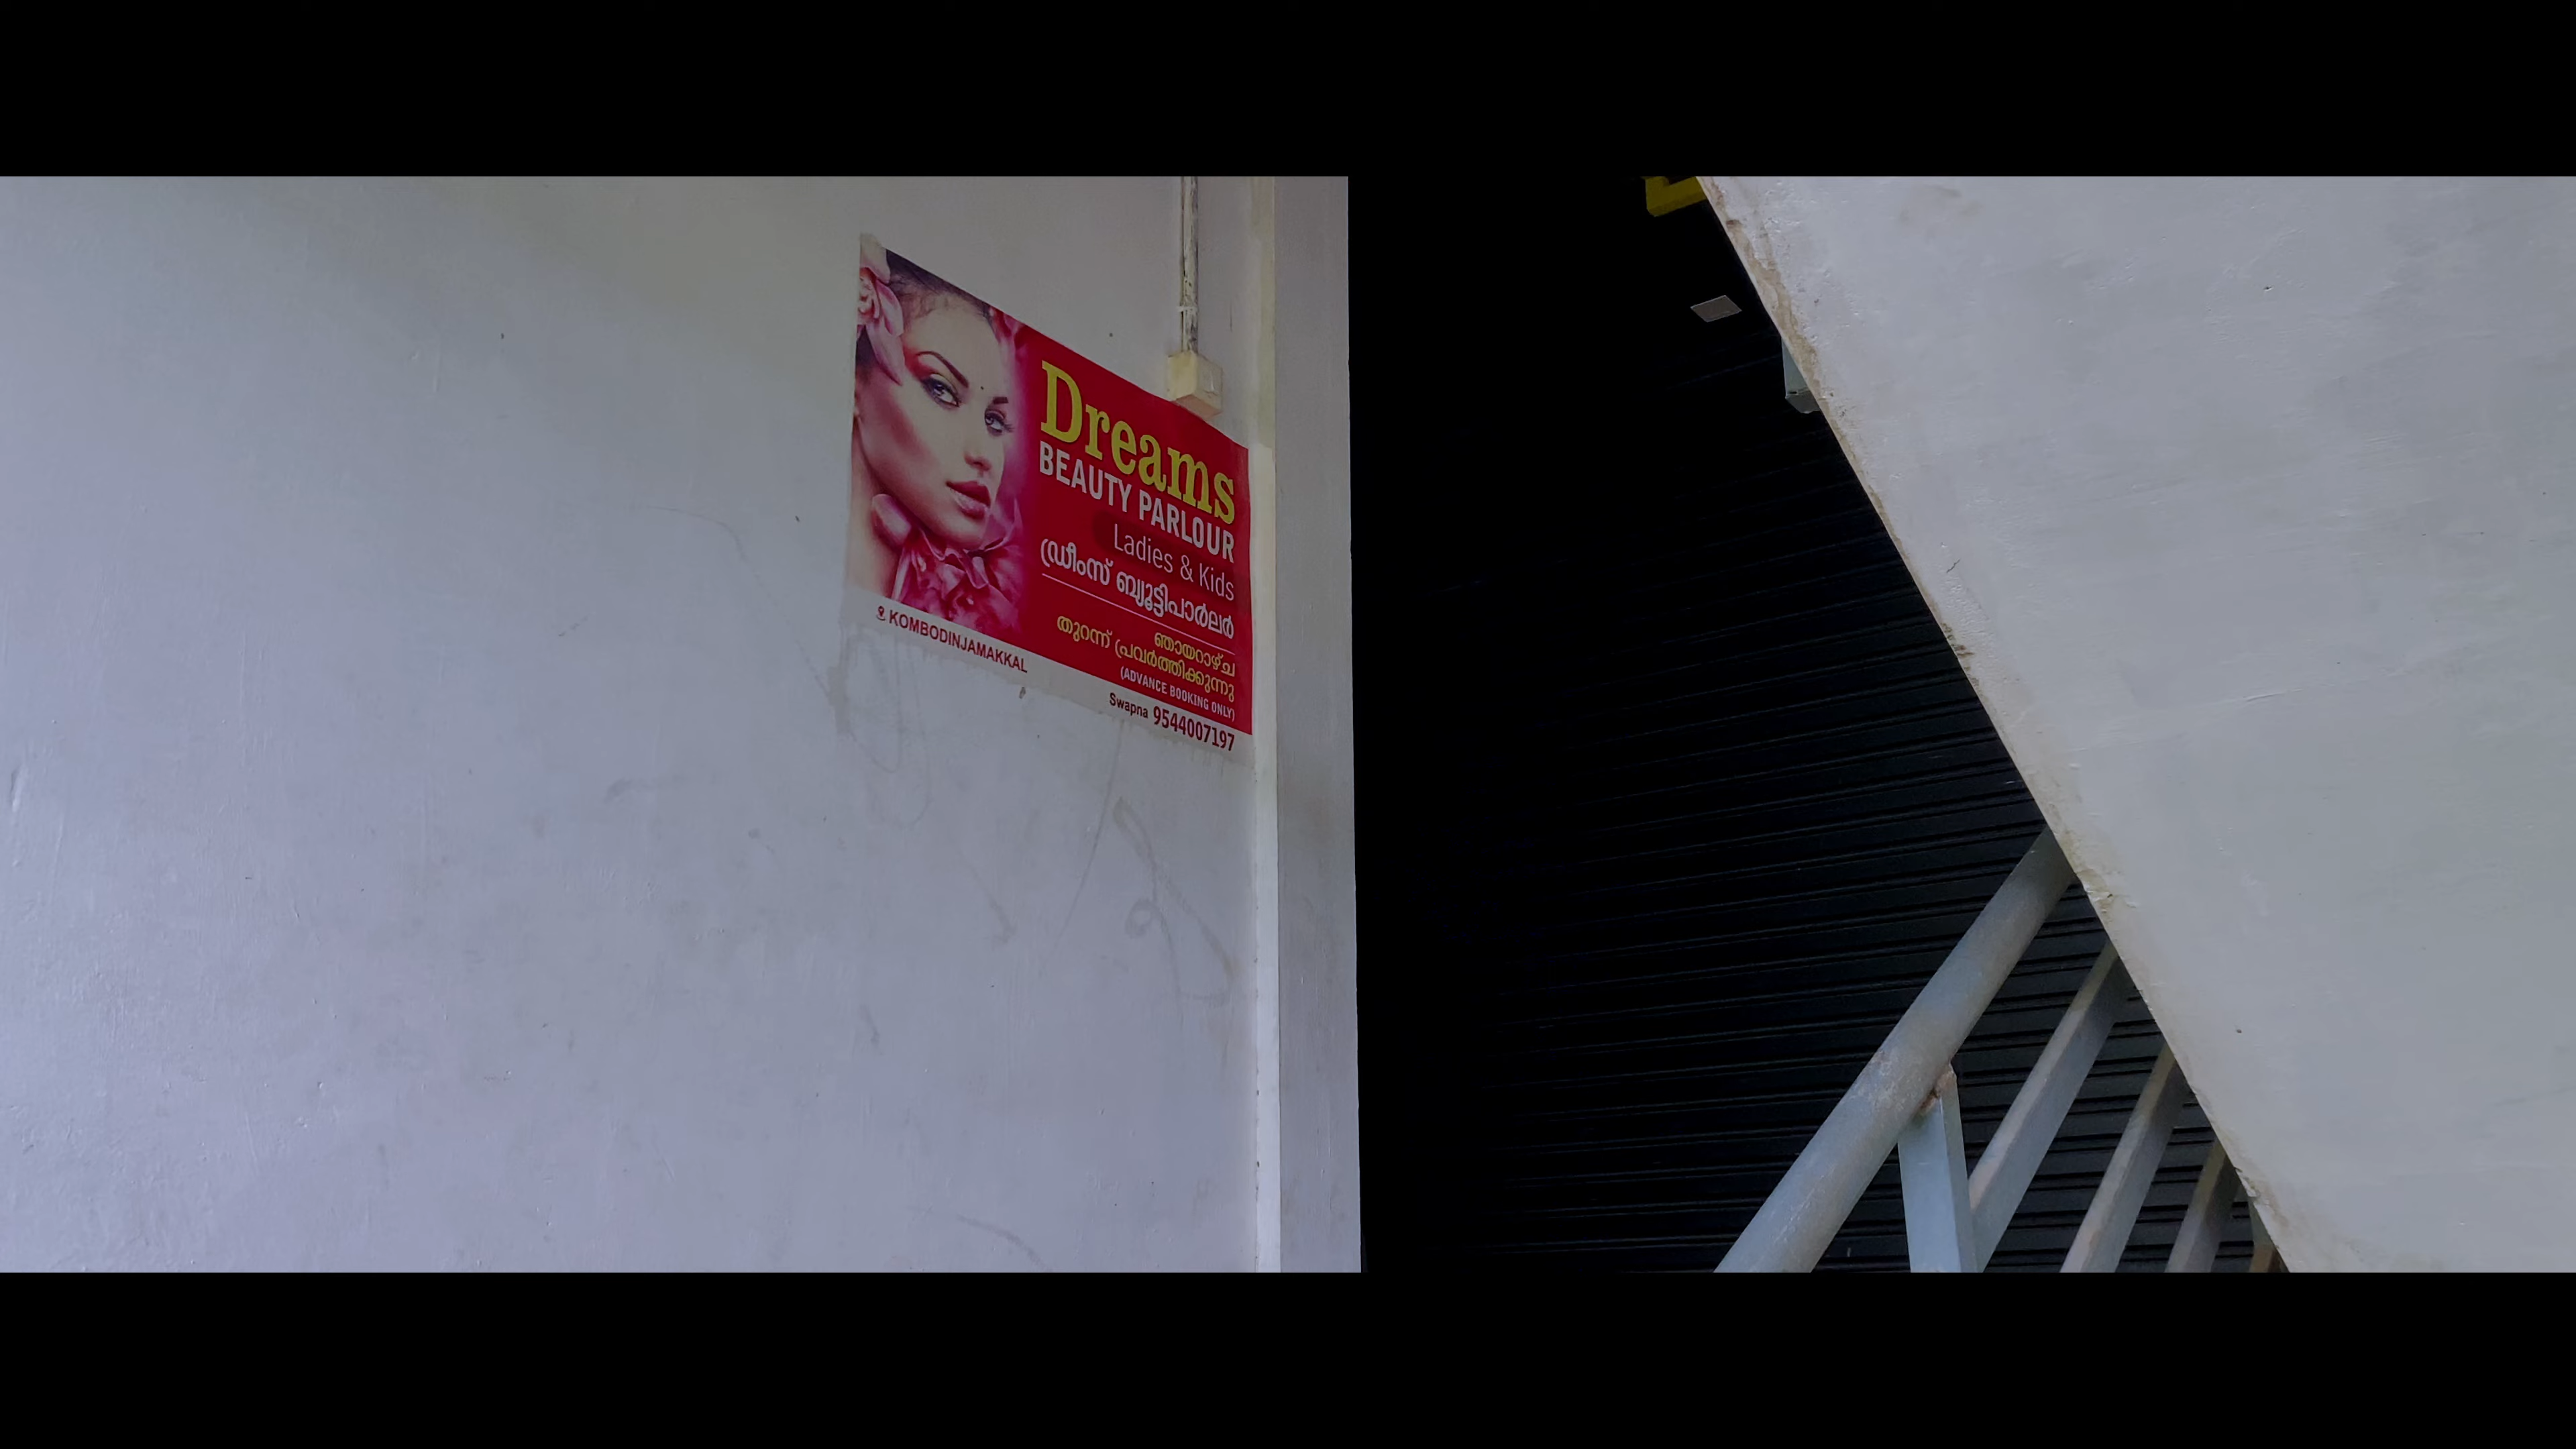 Dreams
BEAUTY PARLOUR
Ladies & Kids
ഡ്രീംസ് ബ്യൂട്ടിപാർലർ
ഞായറാഴ്ച
തുറന്ന് പ്രവർത്തിക്കുന്നു
(ADVANCE BOOKING ONLY)
KOMBODINJAMAKKAL
Swapna 9544007197